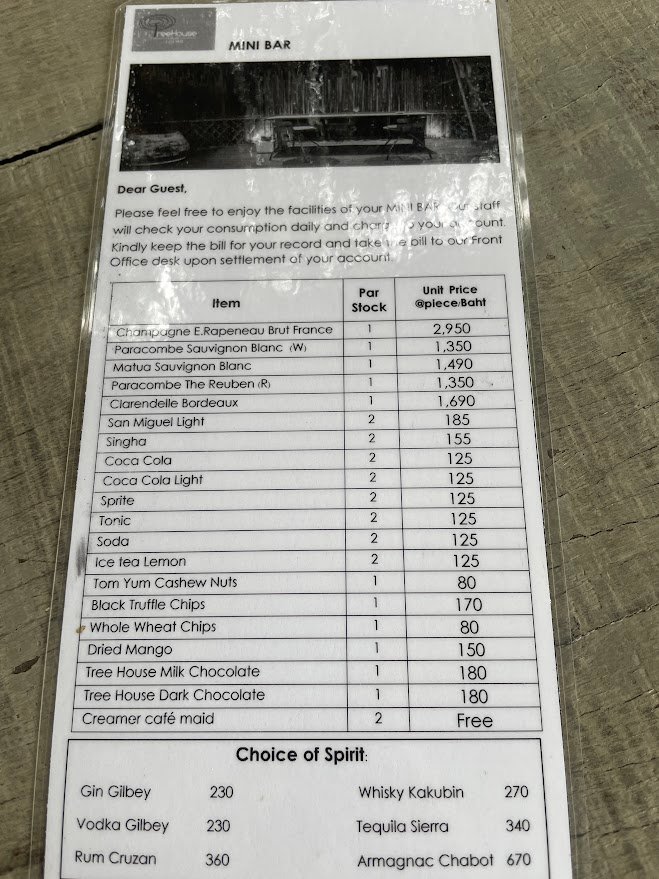 TreeHouse
MINI BAR
Dear Guest,
Please feel free to enjoy the facilities of your MINI BAR. Our staff
will check your consumption daily and charge to your account.
Kindly keep the bill for your record and take the bill to our Front
Office desk upon settlement of your account.
Item Par Stock Unit Price @piece/Baht
Champagne E.Rapeneau Brut France 1 2,950
Paracombe Sauvignon Blanc (W) 1 1,350
Matua Sauvignon Blanc 1 1,490
Paracombe The Reuben (R) 1 1,350
Clarendelle Bordeaux 1 1,690
San Miguel Light 2 185
Singha 2 155
Coca Cola 2 125
Coca Cola Light 2 125
Sprite 2 125
Tonic 2 125
Soda 2 125
Ice tea Lemon 2 125
Tom Yum Cashew Nuts 1 80
Black Truffle Chips 1 170
Whole Wheat Chips 1 80
Dried Mango 1 150
Tree House Milk Chocolate 1 180
Tree House Dark Chocolate 1 180
Creamer café maid 2 Free
Choice of Spirit:
Gin Gilbey 230 Whisky Kakubin 270
Vodka Gilbey 230 Tequila Sierra 340
Rum Cruzan 360 Armagnac Chabot 670